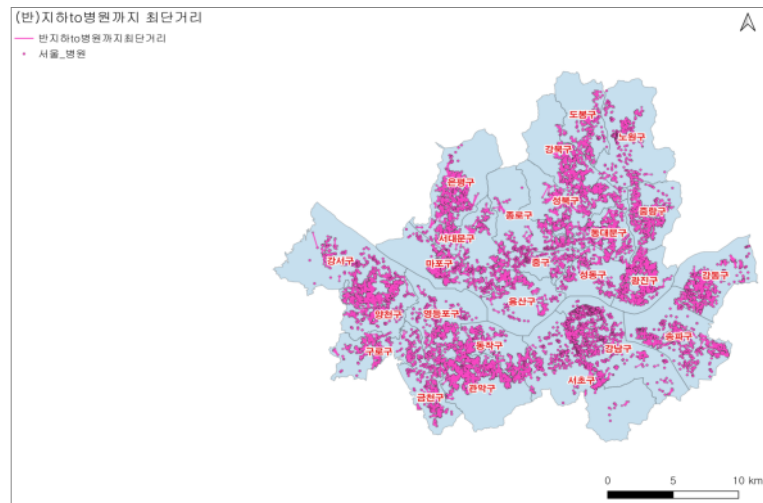 (반)지하to병원까지 최단거리
반지하to병원까지최단거리
서울_병원
도봉구
노원구
강북구
은평구
성북구
종로구
중랑구
서대문구
동대문구
강서구
마포구
중구
성동구
광진구
강동구
용산구
양천구
영등포구
송파구
구로구
동작구
강남구
서초구
관악구
금천구
0 5 10 km